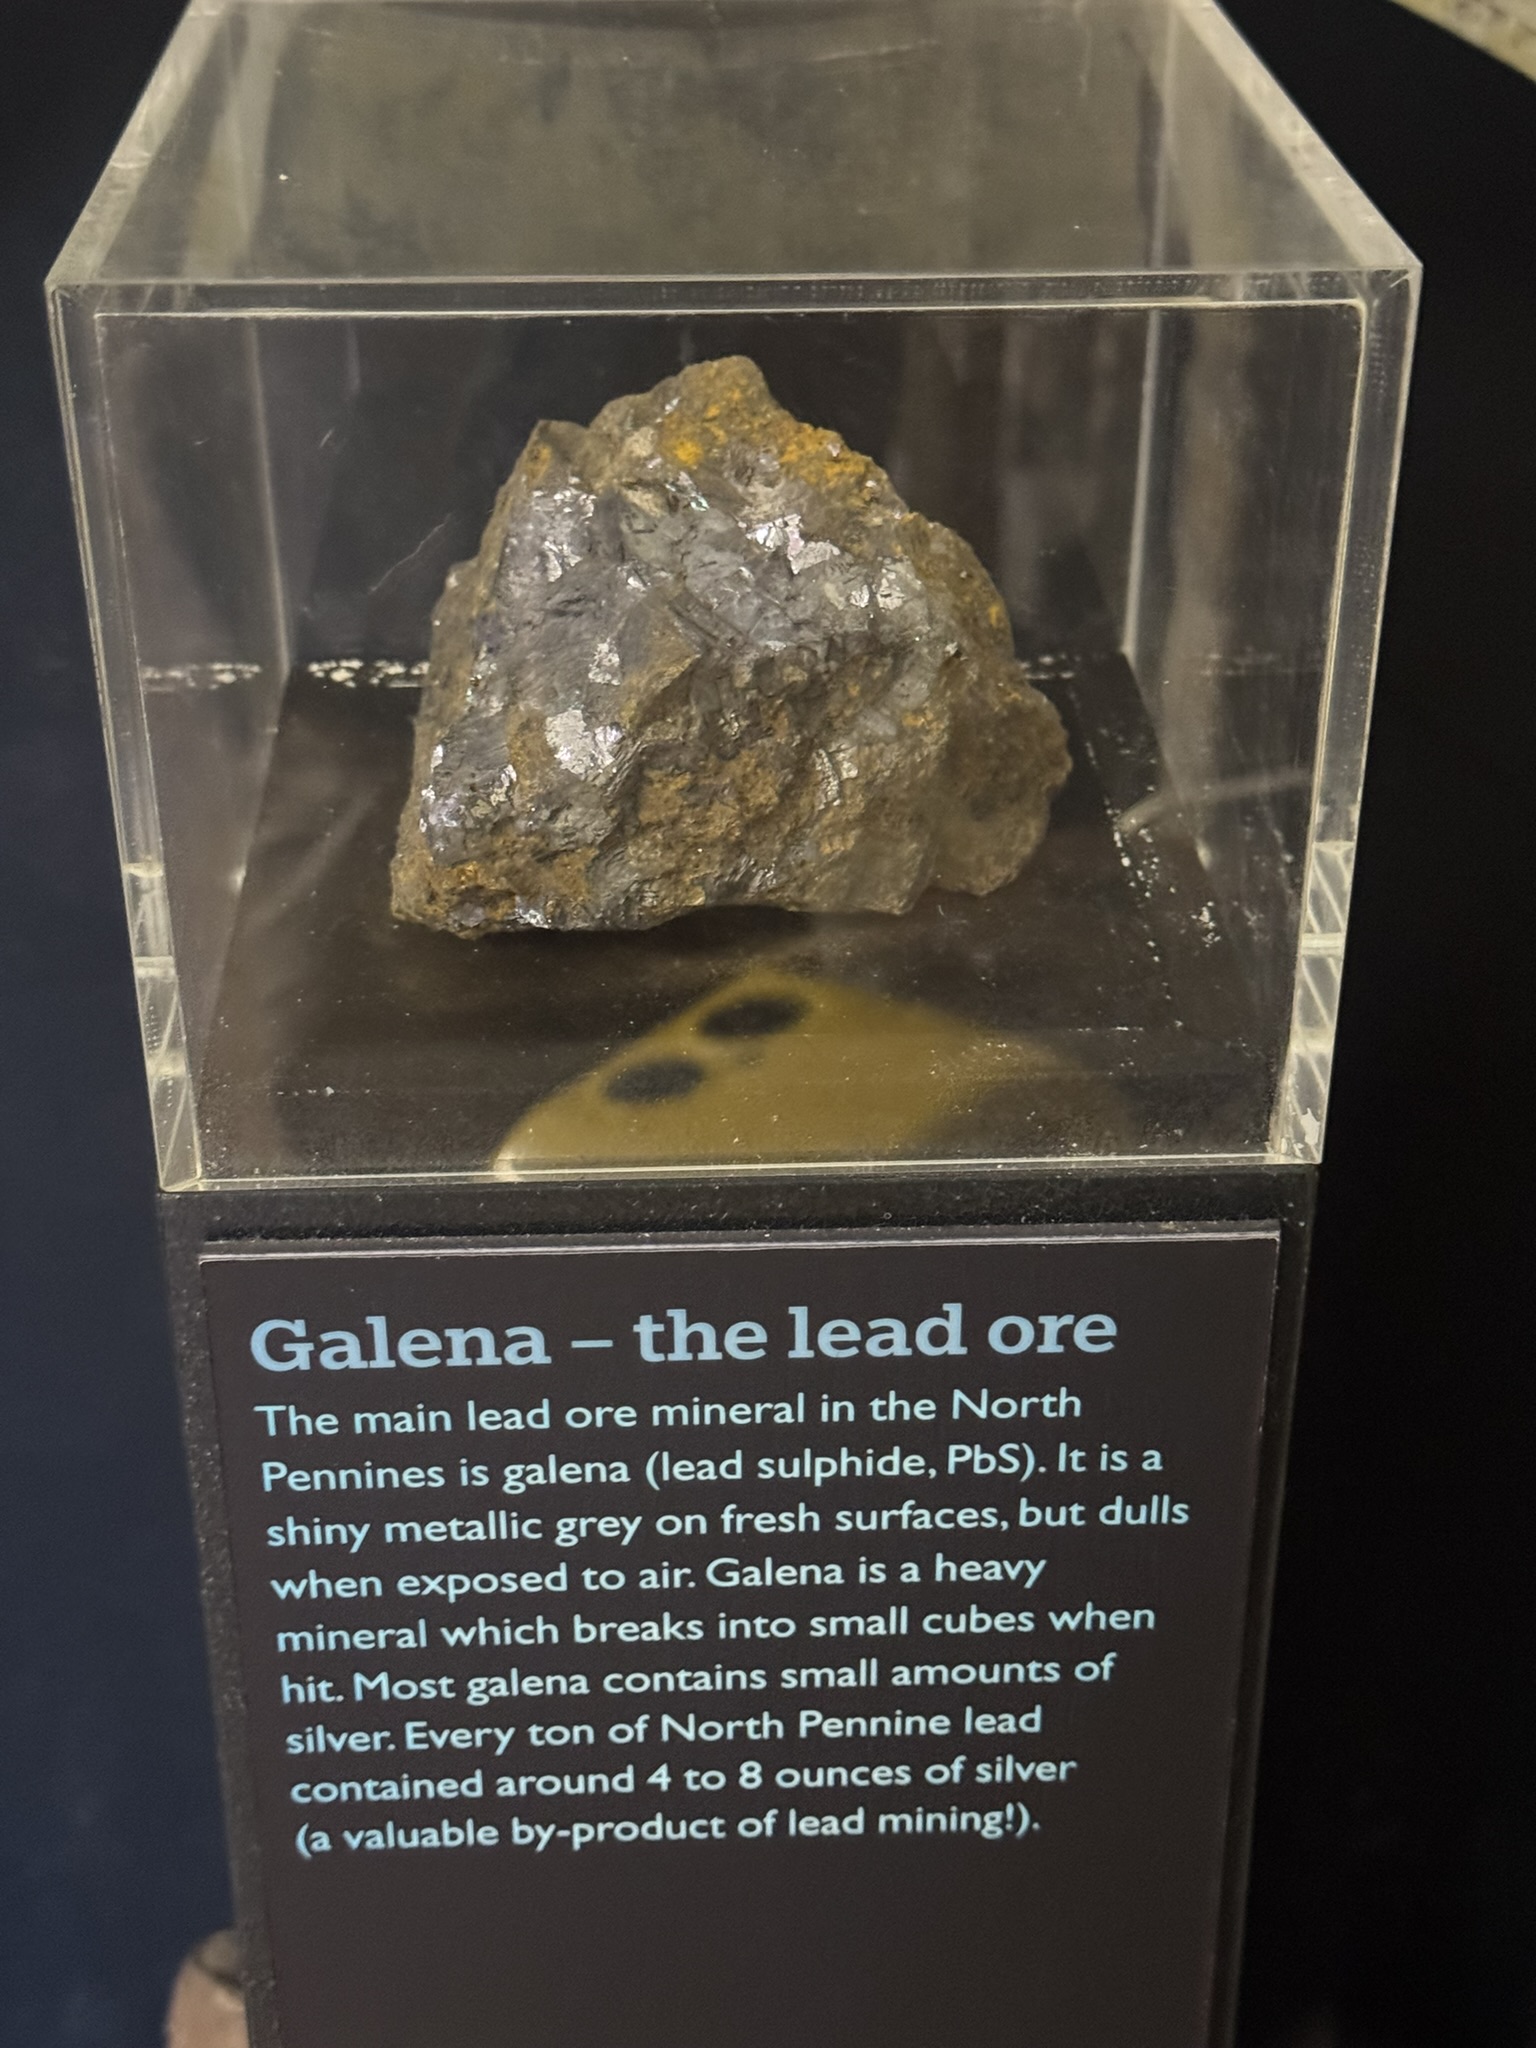 Galena – the lead ore
The main lead ore mineral in the North
Pennines is galena (lead sulphide, PbS). It is a
shiny metallic grey on fresh surfaces, but dulls
when exposed to air. Galena is a heavy
mineral which breaks into small cubes when
hit. Most galena contains small amounts of
silver. Every ton of North Pennine lead
contained around 4 to 8 ounces of silver
(a valuable by-product of lead mining!).